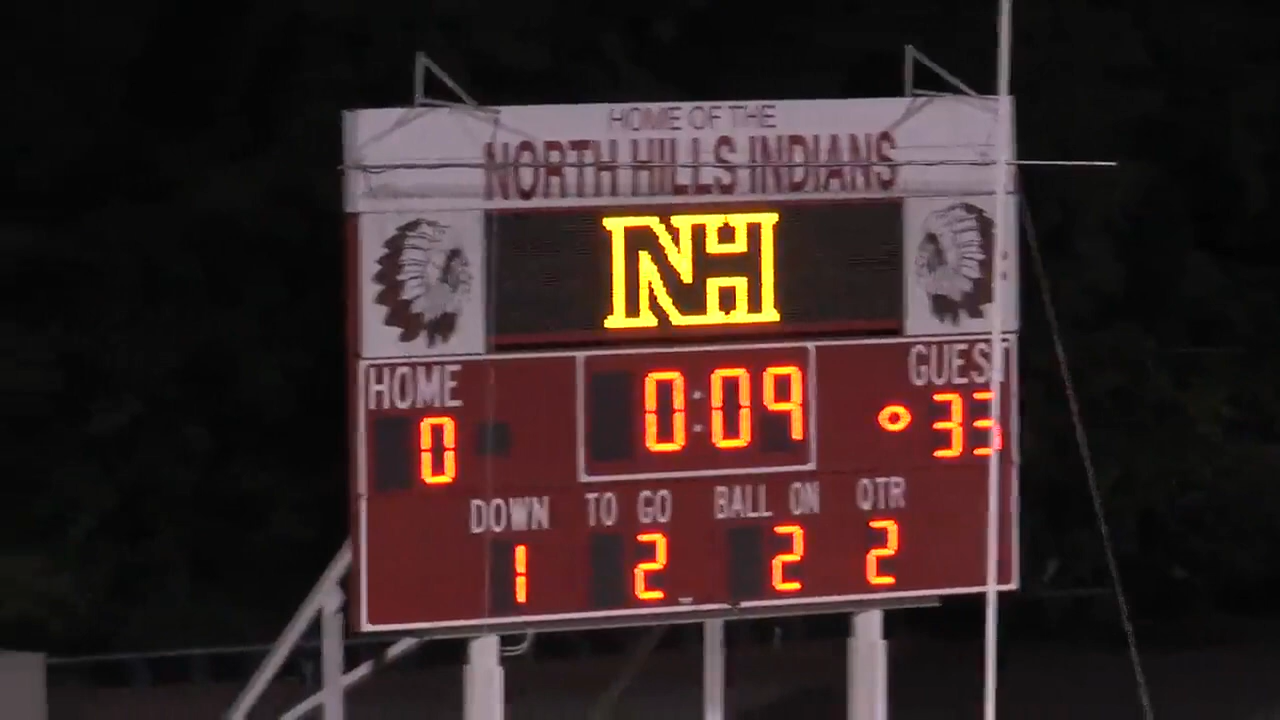 HOME OF THE
NORTH HILLS INDIANS
NH
HOME 0:09 GUEST
0 33
DOWN TO GO BALL ON QTR
1 2 2 2